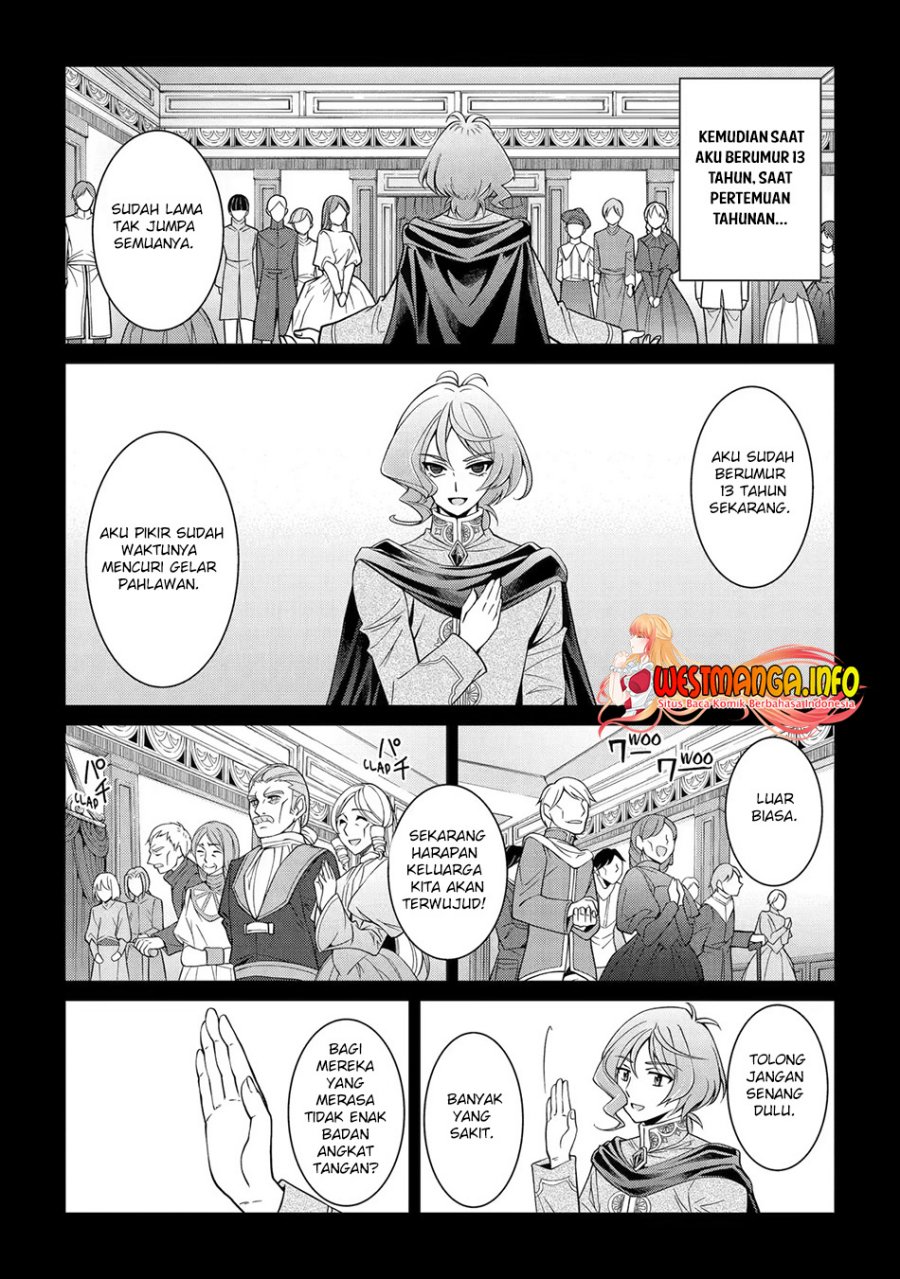 KEMUDIAN SAAT
AKU BERUMUR 13
TAHUN, SAAT
PERTEMUAN
TAHUNAN...
SUDAH LAMA
TAK JUMPA
SEMUANYA.
AKU SUDAH
BERUMUR
13 TAHUN
SEKARANG.
AKU PIKIR SUDAH
WAKTUNYA
MENCURI GELAR
PAHLAWAN.
WESTMANGA.INFO
Situs Baca Komik Berbahasa Indonesia
ワ WOO
ワ WOO
LUAR
BIASA.
パチ
CLAP
パチ
CLAP
SEKARANG
HARAPAN
KELUARGA
KITA AKAN
TERWUJUD!
TOLONG
JANGAN
SENANG
DULU.
BANYAK
YANG
SAKIT.
BAGI
MEREKA
YANG
MERASA
TIDAK ENAK
BADAN
ANGKAT
TANGAN?